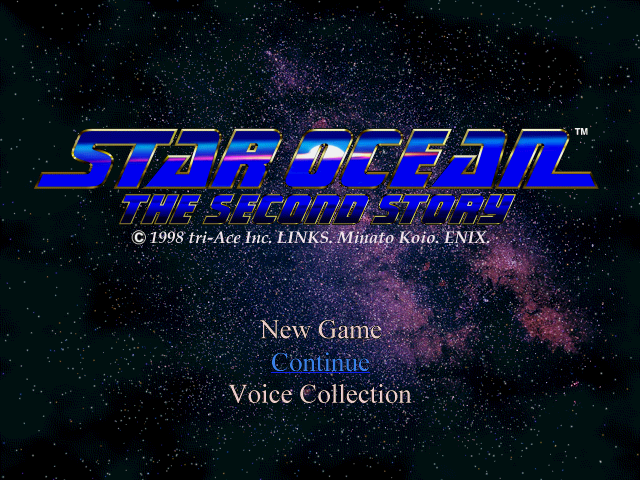 STAR OCEAN™
THE SECOND STORY
© 1998 tri-Ace Inc. LINKS. Minato Koio. ENIX.
New Game
Continue
Voice Collection